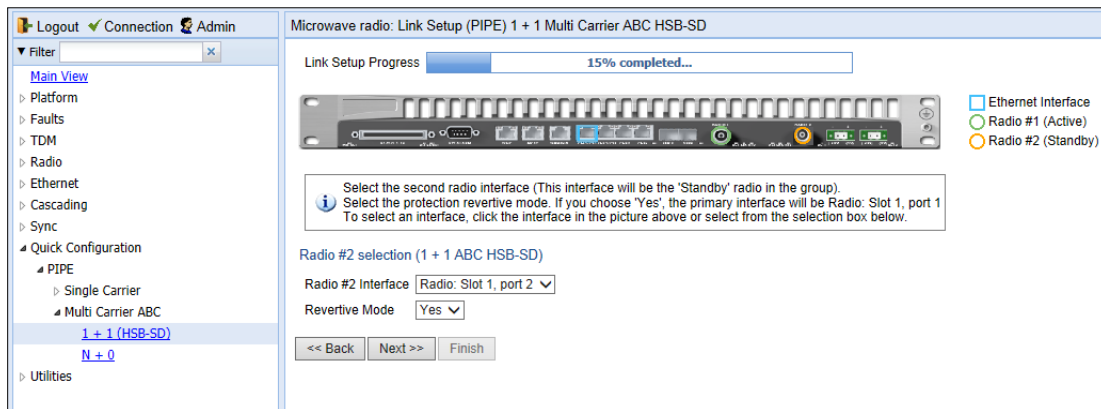 Logout Connection Admin
Filter
Main View
Platform
Faults
TDM
Radio
Ethernet
Cascading
Sync
Quick Configuration
PIPE
Single Carrier
Multi Carrier ABC
1 + 1 (HSB-SD)
N + 0
Utilities
Microwave radio: Link Setup (PIPE) 1 + 1 Multi Carrier ABC HSB-SD
Link Setup Progress 15% completed...
Ethernet Interface
Radio #1 (Active)
Radio #2 (Standby)
Select the second radio interface (This interface will be the 'Standby' radio in the group).
Select the protection revertive mode. If you choose 'Yes', the primary interface will be Radio: Slot 1, port 1
To select an interface, click the interface in the picture above or select from the selection box below.
Radio #2 selection (1 + 1 ABC HSB-SD)
Radio #2 Interface Radio: Slot 1, port 2
Revertive Mode Yes
<< Back Next >> Finish